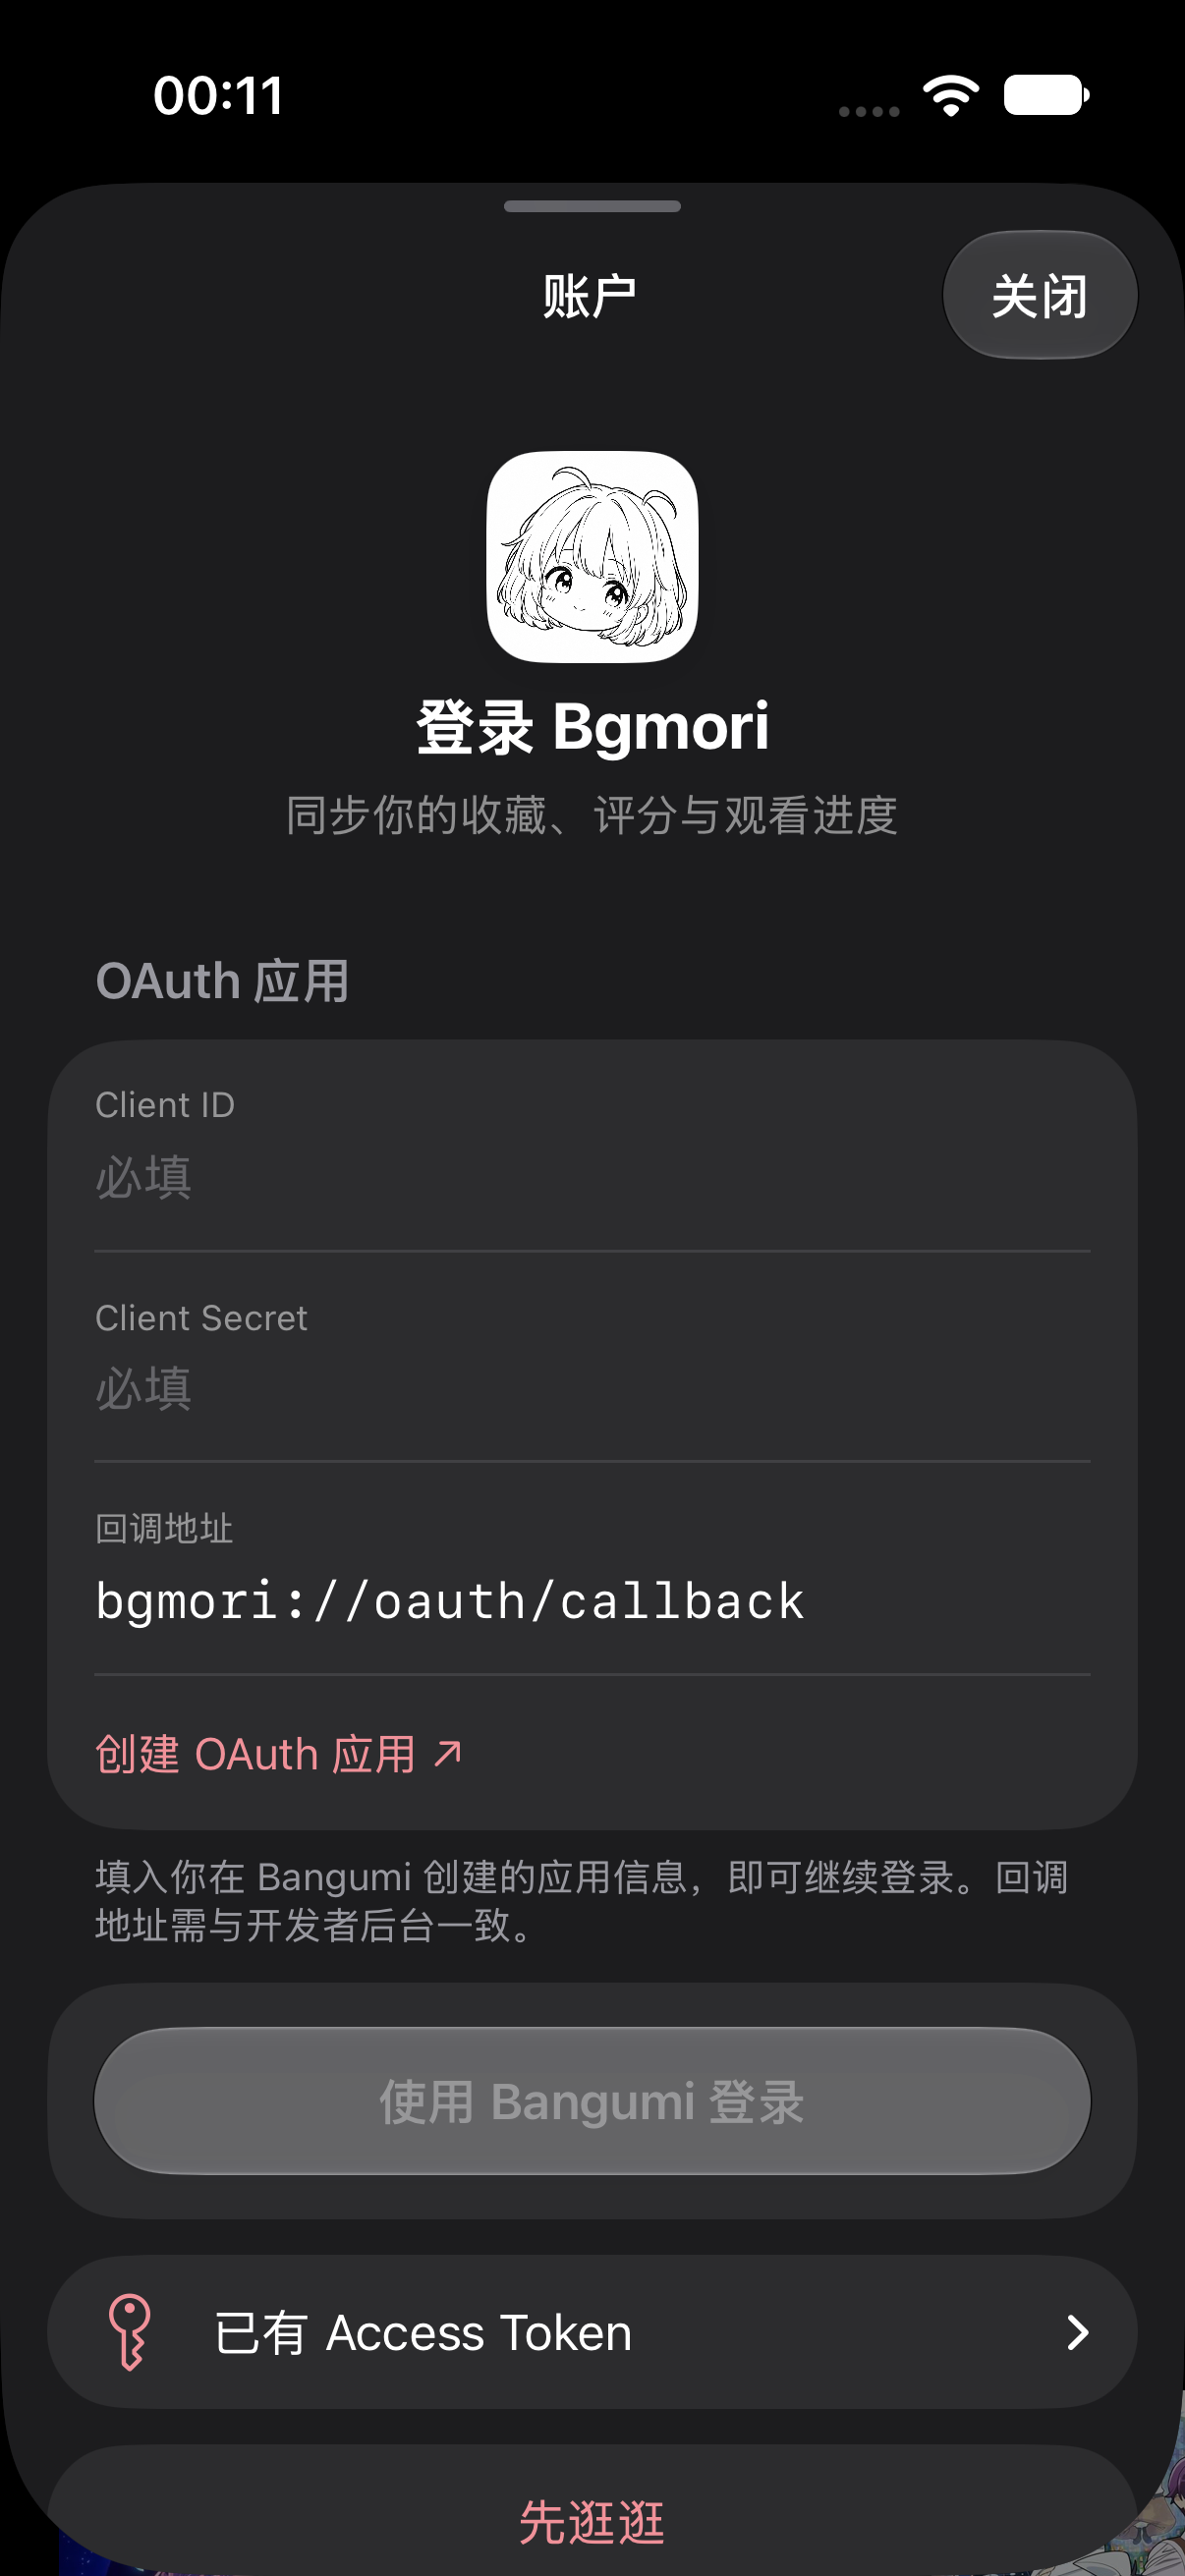 00:11
账户
关闭
登录 Bgmori
同步你的收藏、评分与观看进度
OAuth 应用
Client ID
必填
Client Secret
必填
回调地址
bgmori://oauth/callback
创建 OAuth 应用 ↗
填入你在 Bangumi 创建的应用信息，即可继续登录。回调
地址需与开发者后台一致。
使用 Bangumi 登录
已有 Access Token
先逛逛